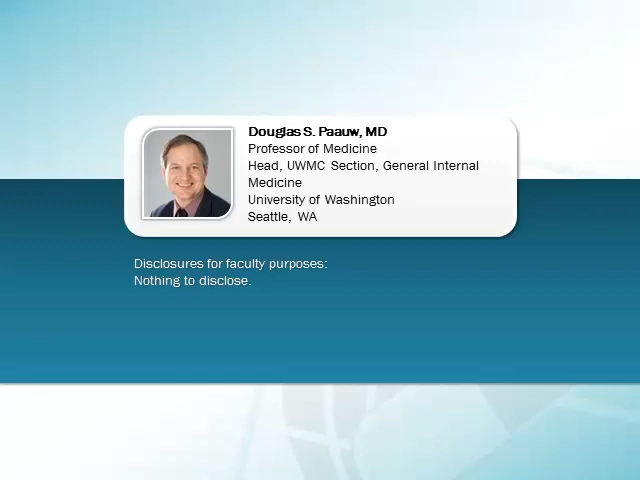 Douglas S. Paauw, MD
Professor of Medicine
Head, UWMC Section, General Internal
Medicine
University of Washington
Seattle, WA
Disclosures for faculty purposes:
Nothing to disclose.